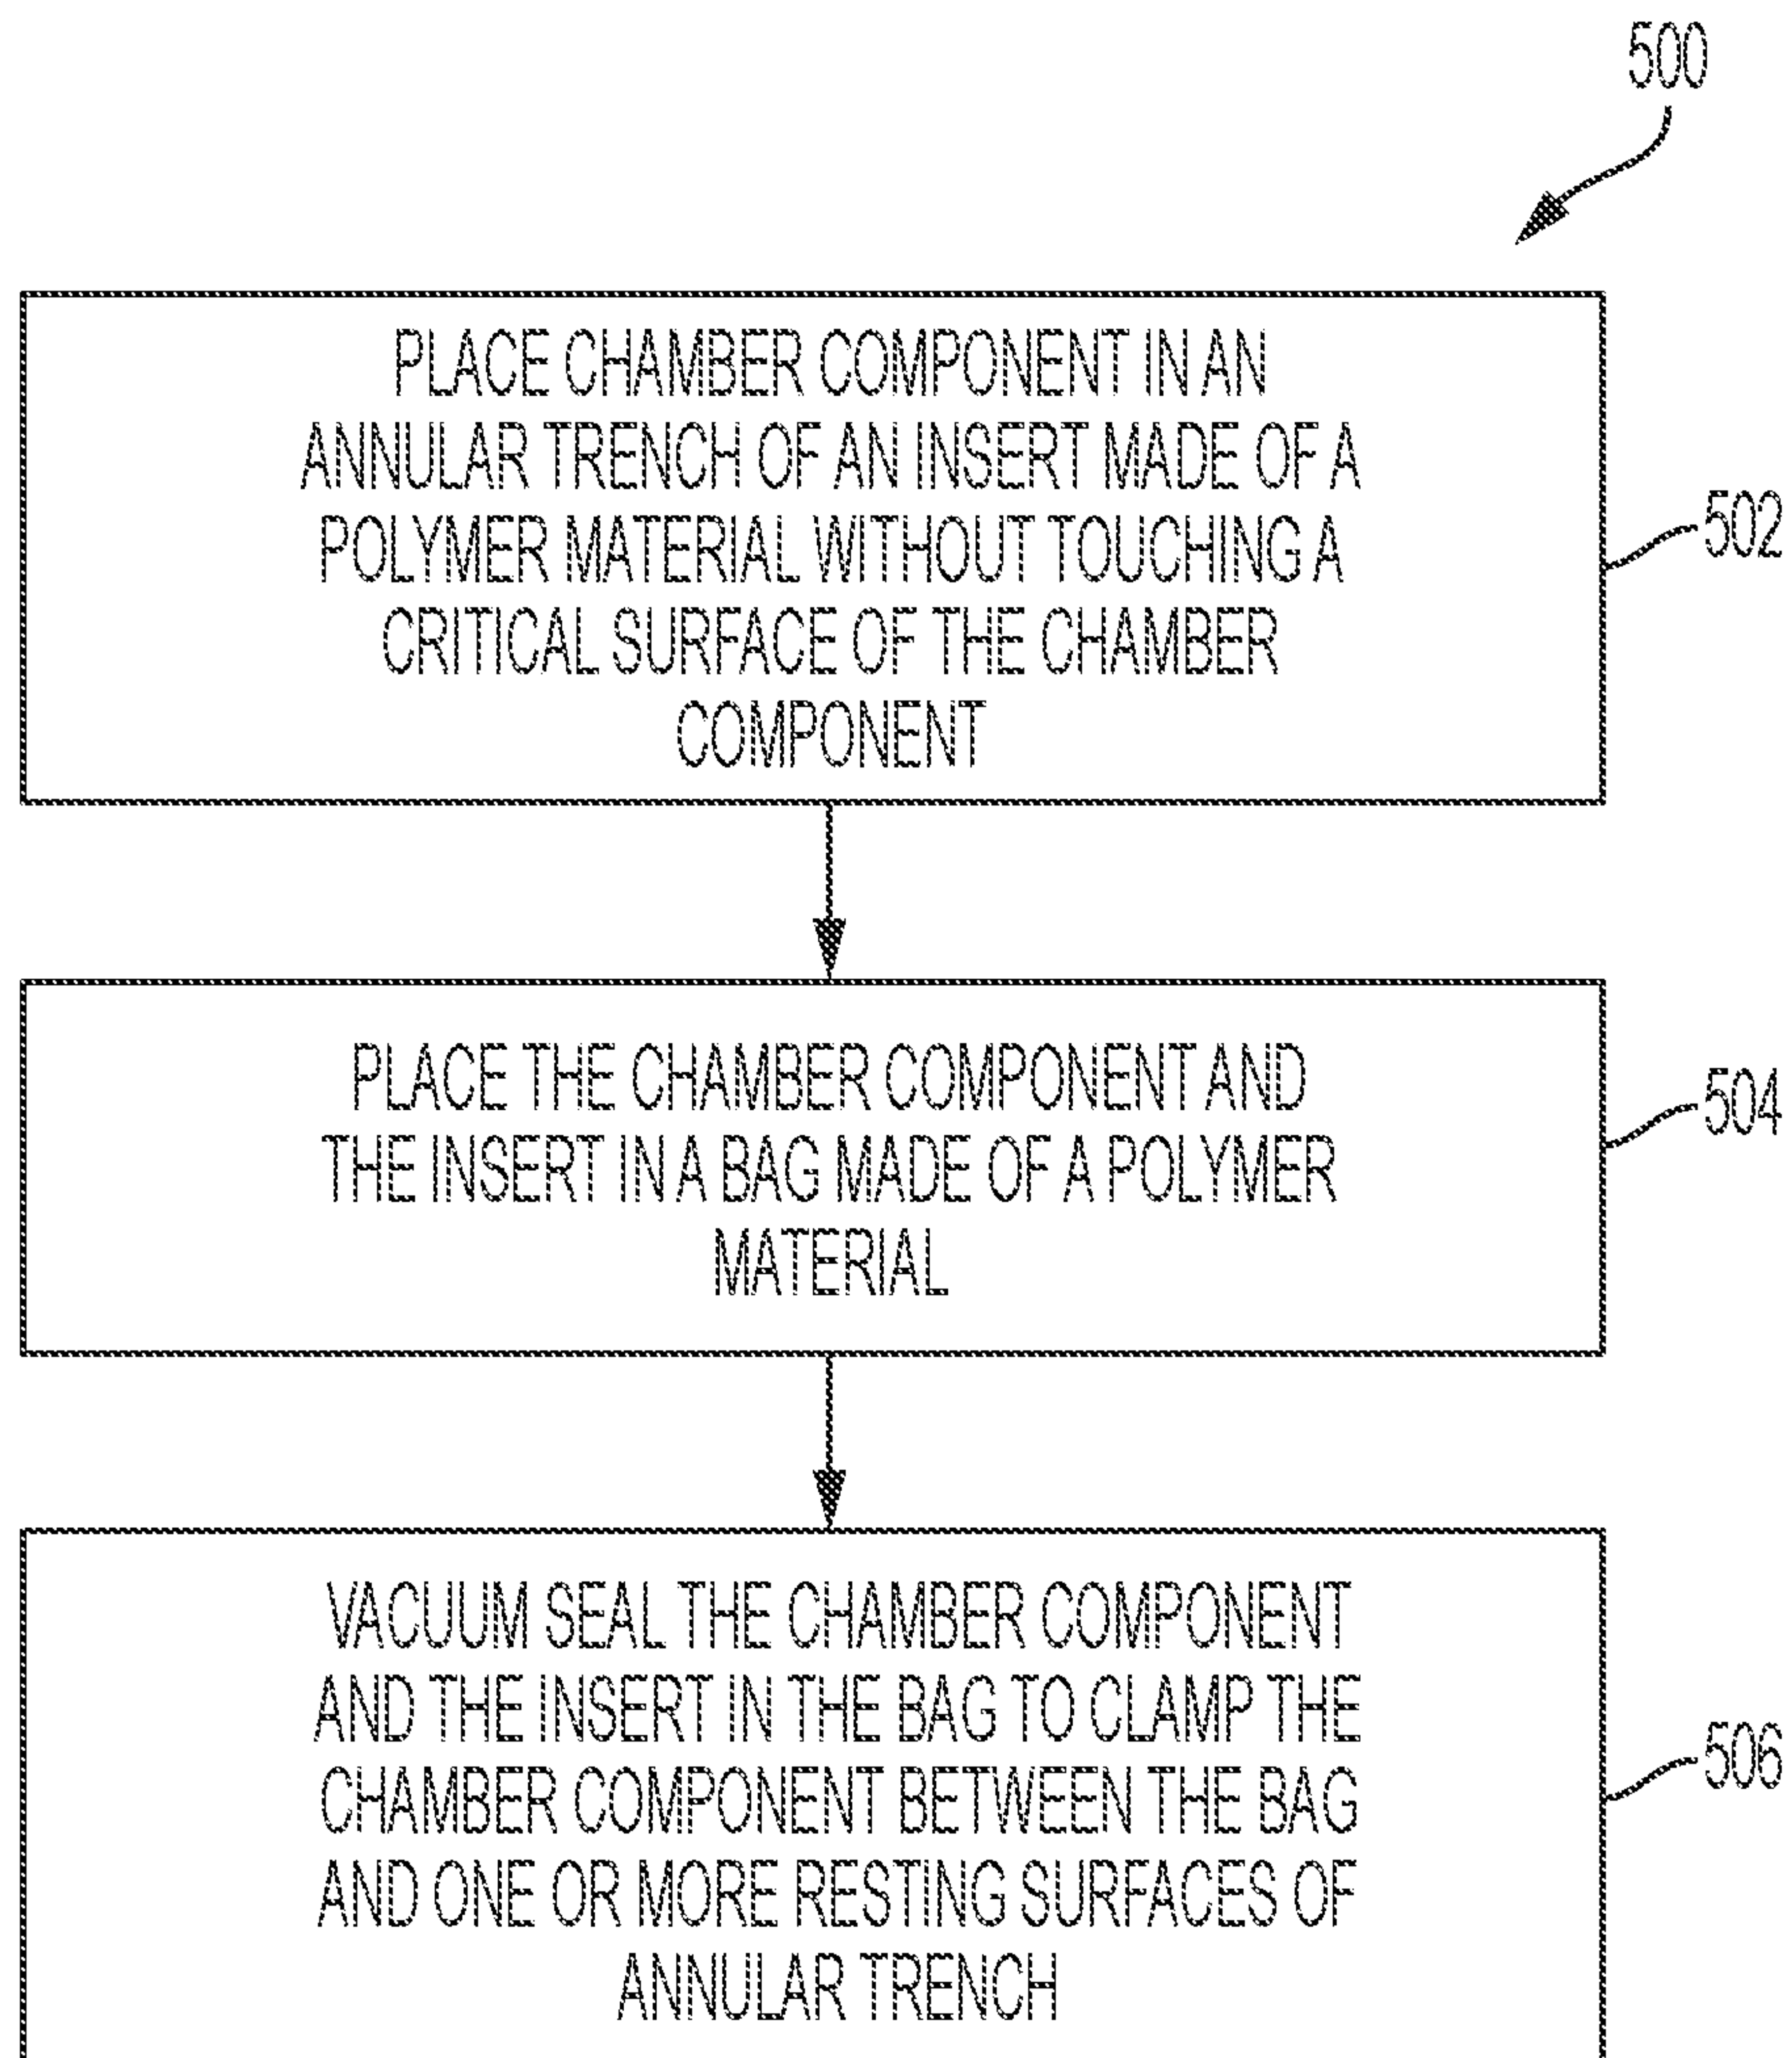 500
PLACE CHAMBER COMPONENT IN AN
ANNULAR TRENCH OF AN INSERT MADE OF A
POLYMER MATERIAL WITHOUT TOUCHING A
CRITICAL SURFACE OF THE CHAMBER
COMPONENT
502
PLACE THE CHAMBER COMPONENT AND
THE INSERT IN A BAG MADE OF A POLYMER
MATERIAL
504
VACUUM SEAL THE CHAMBER COMPONENT
AND THE INSERT IN THE BAG TO CLAMP THE
CHAMBER COMPONENT BETWEEN THE BAG
AND ONE OR MORE RESTING SURFACES OF
ANNULAR TRENCH
506